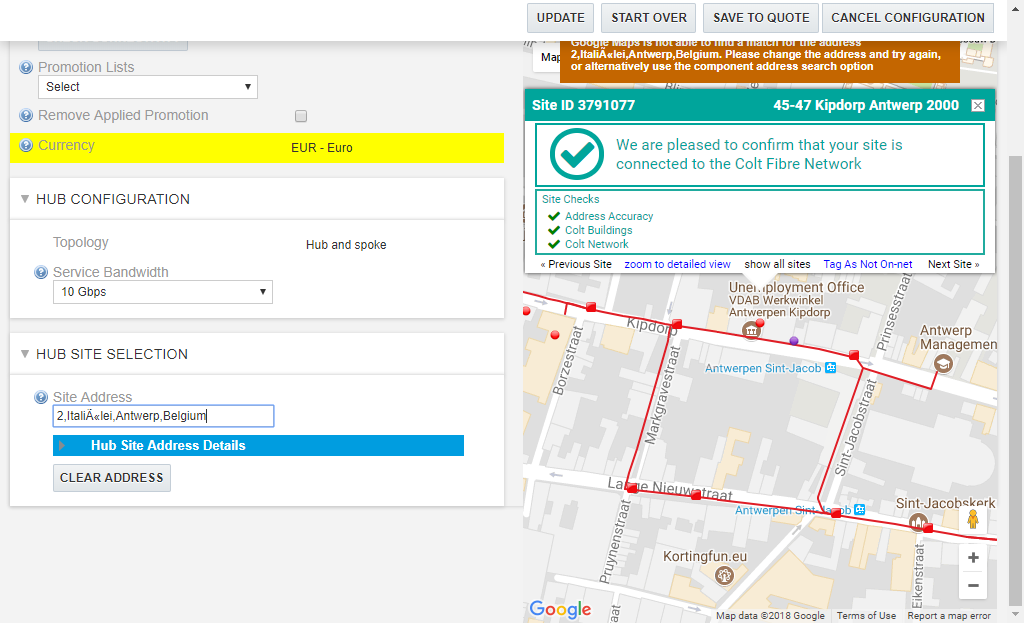 UPDATE
START OVER
SAVE TO QUOTE
CANCEL CONFIGURATION
Promotion Lists
Select
Remove Applied Promotion
Currency
EUR - Euro
HUB CONFIGURATION
Topology
Hub and spoke
Service Bandwidth
10 Gbps
HUB SITE SELECTION
Site Address
2,ItaliÃ«lei,Antwerp,Belgium
Hub Site Address Details
CLEAR ADDRESS
Map
Google Maps is not able to find a match for the address
2,ItaliÃ«lei,Antwerp,Belgium. Please change the address and try again,
or alternatively use the component address search option
Site ID 3791077
45-47 Kipdorp Antwerp 2000
We are pleased to confirm that your site is
connected to the Colt Fibre Network
Site Checks
Address Accuracy
Colt Buildings
Colt Network
« Previous Site
zoom to detailed view
show all sites
Tag As Not On-net
Next Site »
Unemployment Office
VDAB Werkwinkel
Antwerpen Kipdorp
Kipdorp
Prinsesstraat
Antwerp
Managemen
Borzestraat
Markgravestraat
Antwerpen Sint-Jacob
Sint-Jacobstraat
Lange Nieuwstraat
Antwerpen Sint-Jacob
Sint-Jacobskerk
Pruynenstraat
Kortingfun.eu
Eikenstraat
aat
Google
Map data ©2018 Google
Terms of Use
Report a map error